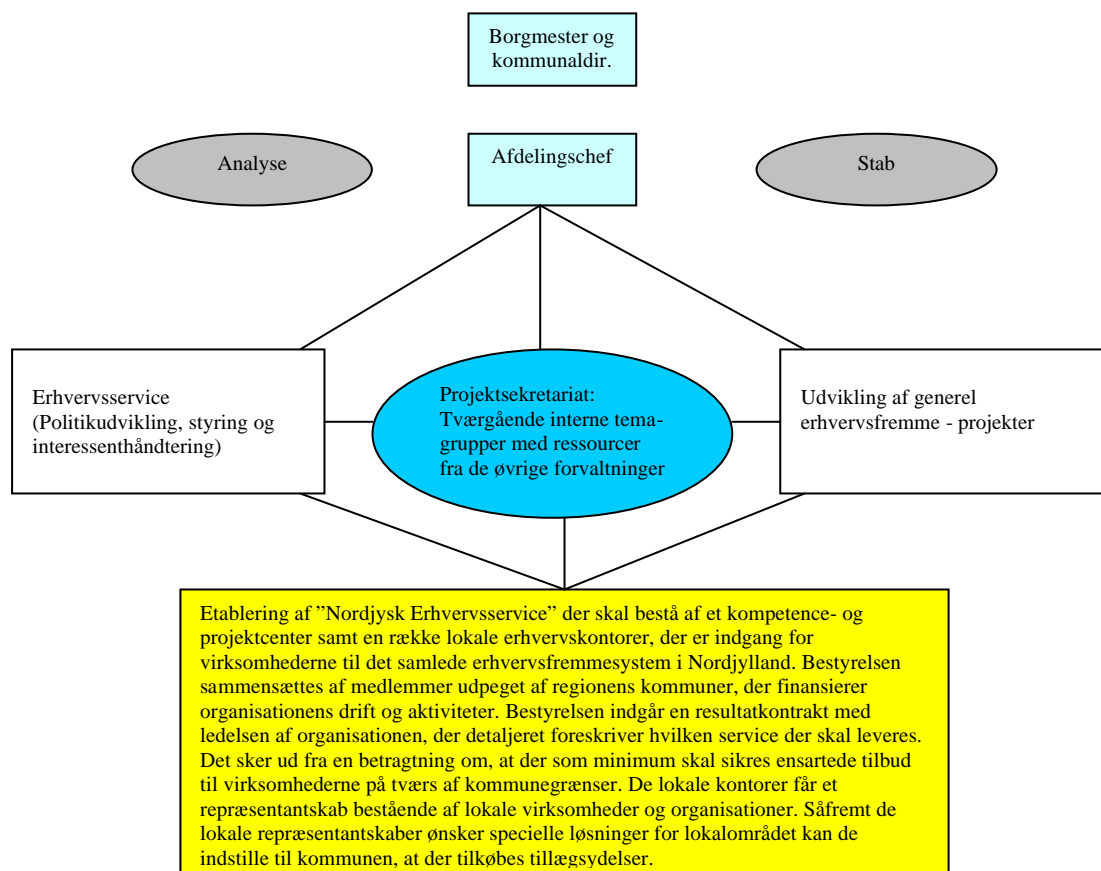 Borgmester og
kommunaldir.
Analyse
Afdelingschef
Stab
Erhvervsservice
(Politikudvikling, styring og
interessenthåndtering)
Projektsekretariat:
Tværgående interne tema-
grupper med ressourcer
fra de øvrige forvaltninger
Udvikling af generel
erhvervsfremme - projekter
Etablering af ”Nordjysk Erhvervsservice” der skal bestå af et kompetence- og
projektcenter samt en række lokale erhvervskontorer, der er indgang for
virksomhederne til det samlede erhvervsfremmesystem i Nordjylland. Bestyrelsen
sammensættes af medlemmer udpeget af regionens kommuner, der finansierer
organisationens drift og aktiviteter. Bestyrelsen indgår en resultatkontrakt med
ledelsen af organisationen, der detaljeret foreskriver hvilken service der skal leveres.
Det sker ud fra en betragtning om, at der som minimum skal sikres ensartede tilbud
til virksomhederne på tværs af kommunegrænser. De lokale kontorer får et
repræsentantskab bestående af lokale virksomheder og organisationer. Såfremt de
lokale repræsentantskaber ønsker specielle løsninger for lokalområdet kan de
indstille til kommunen, at der tilkøbes tillægsydelser.